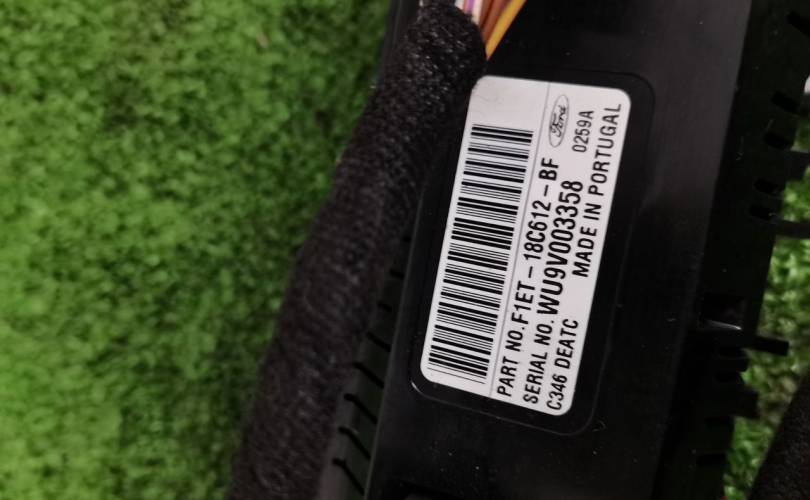 Ford
0259A
PART NO.F1ET-18C612-BF
SERIAL NO.WU9V003358
C346 DEATC MADE IN PORTUGAL